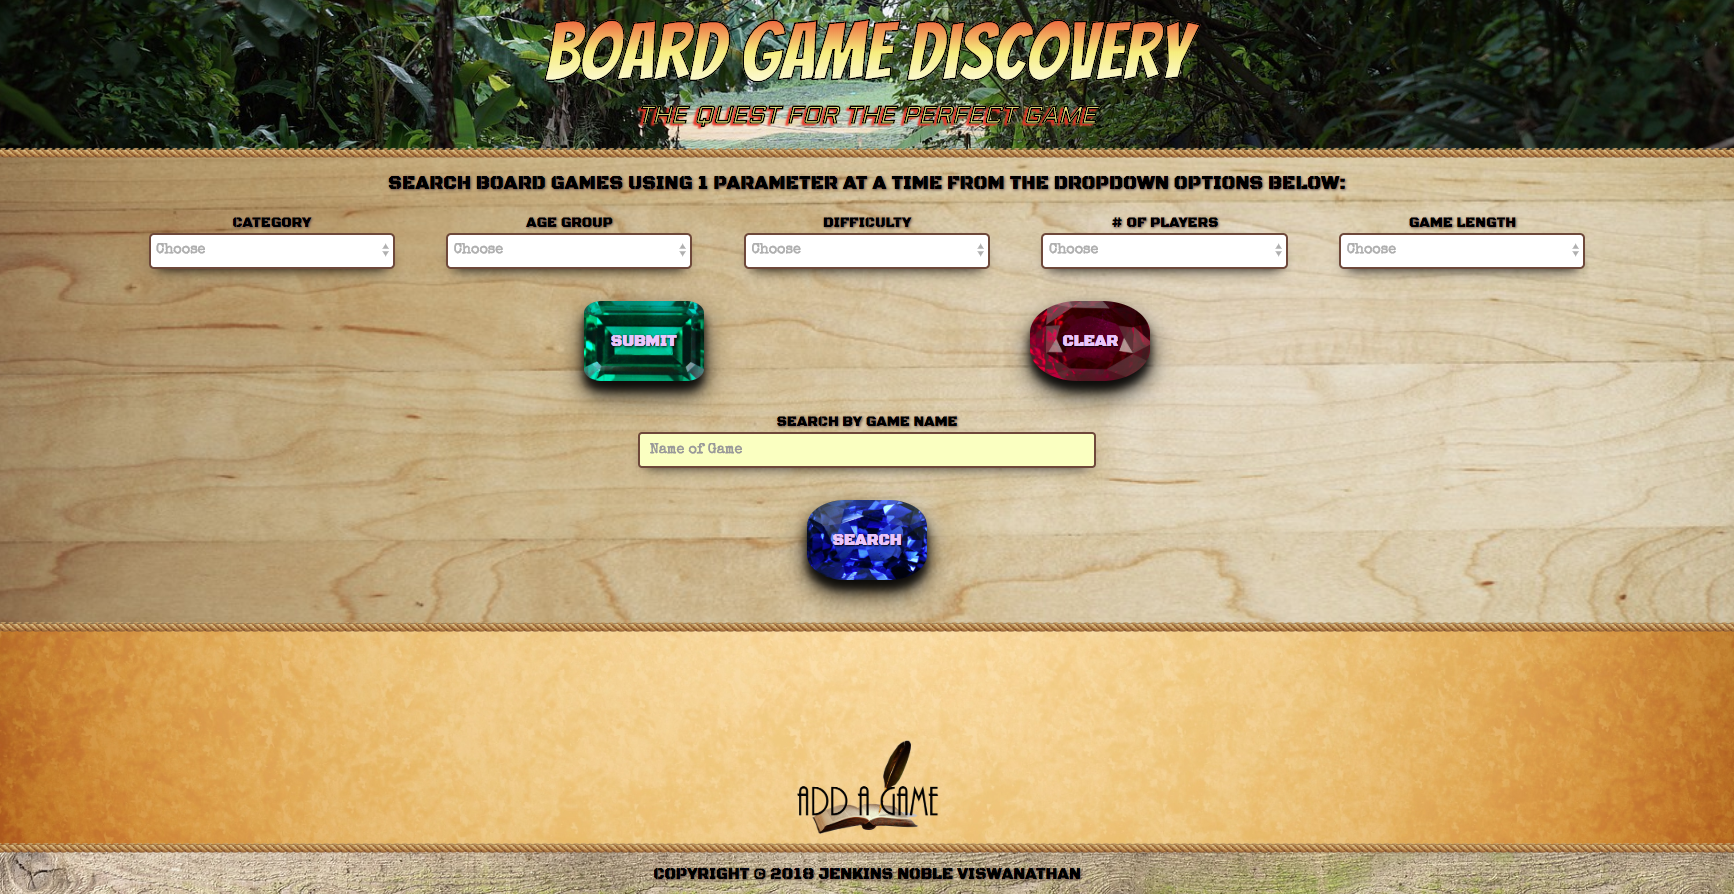 BOARD GAME DISCOVERY
THE QUEST FOR THE PERFECT GAME
SEARCH BOARD GAMES USING 1 PARAMETER AT A TIME FROM THE DROPDOWN OPTIONS BELOW:
CATEGORY AGE GROUP DIFFICULTY # OF PLAYERS GAME LENGTH
Choose Choose Choose Choose Choose
SUBMIT CLEAR
SEARCH BY GAME NAME
Name of Game
SEARCH
ADD A GAME
COPYRIGHT © 2018 JENKINS NOBLE VISWANATHAN